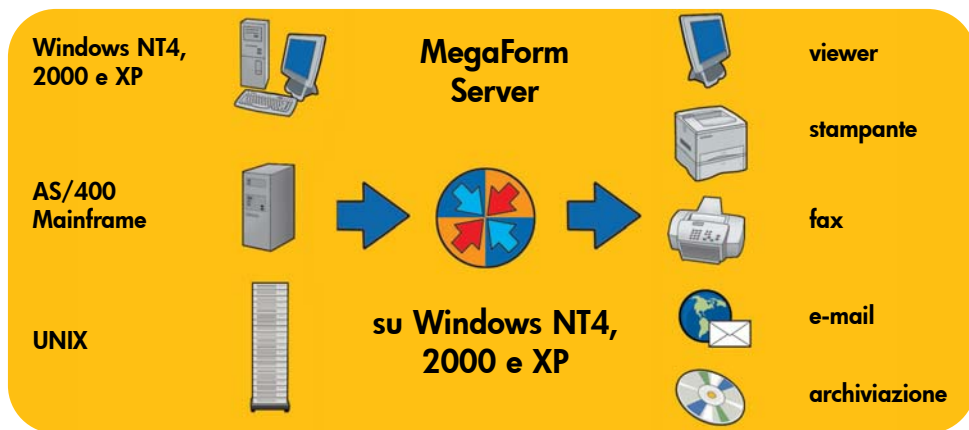 Windows NT4,
2000 e XP
AS/400
Mainframe
UNIX
MegaForm
Server
su Windows NT4,
2000 e XP
viewer
stampante
fax
e-mail
archiviazione